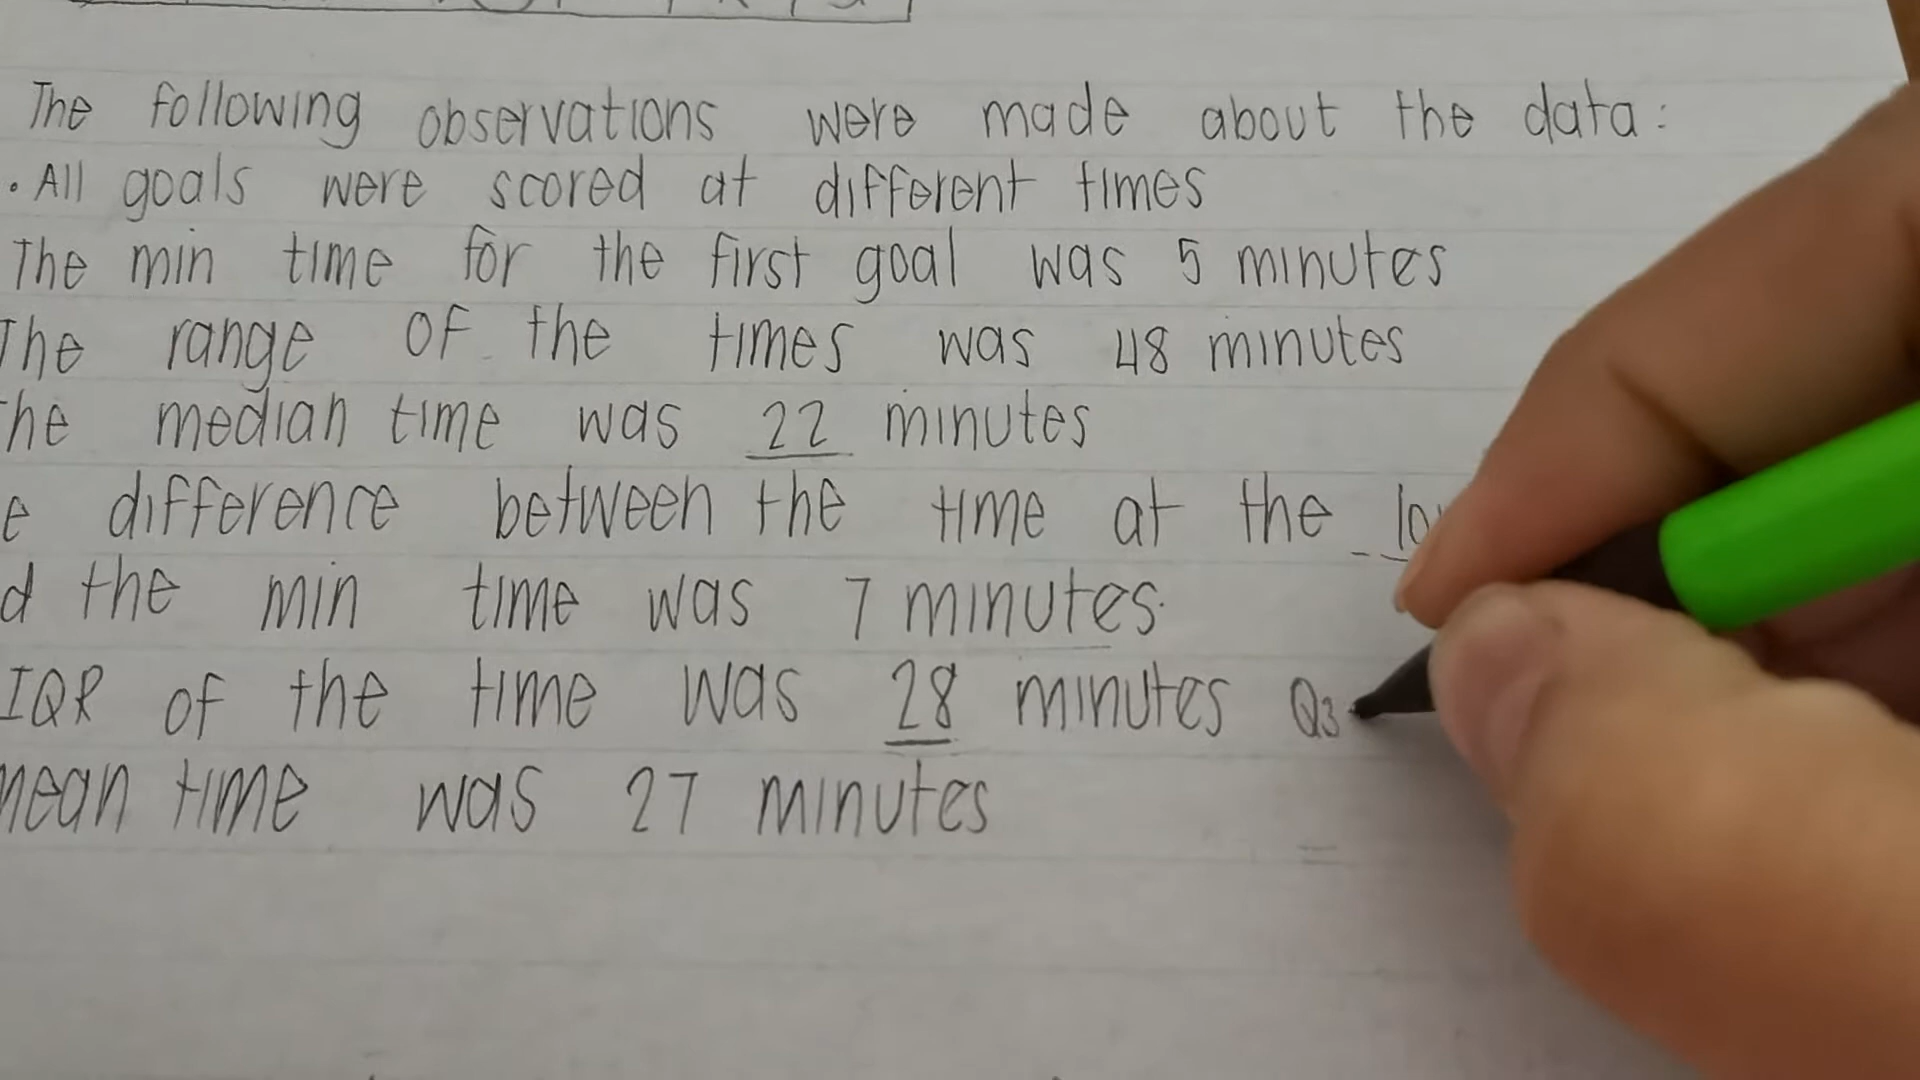 The following observations were made about the data:
. All goals were scored at different times
The min time for the first goal was 5 minutes
The range of the times was 48 minutes
he median time was 22 minutes
e difference between the time at the
d the min time was 7 minutes.
IQR of the time was 28 minutes Q3
mean time was 27 minutes